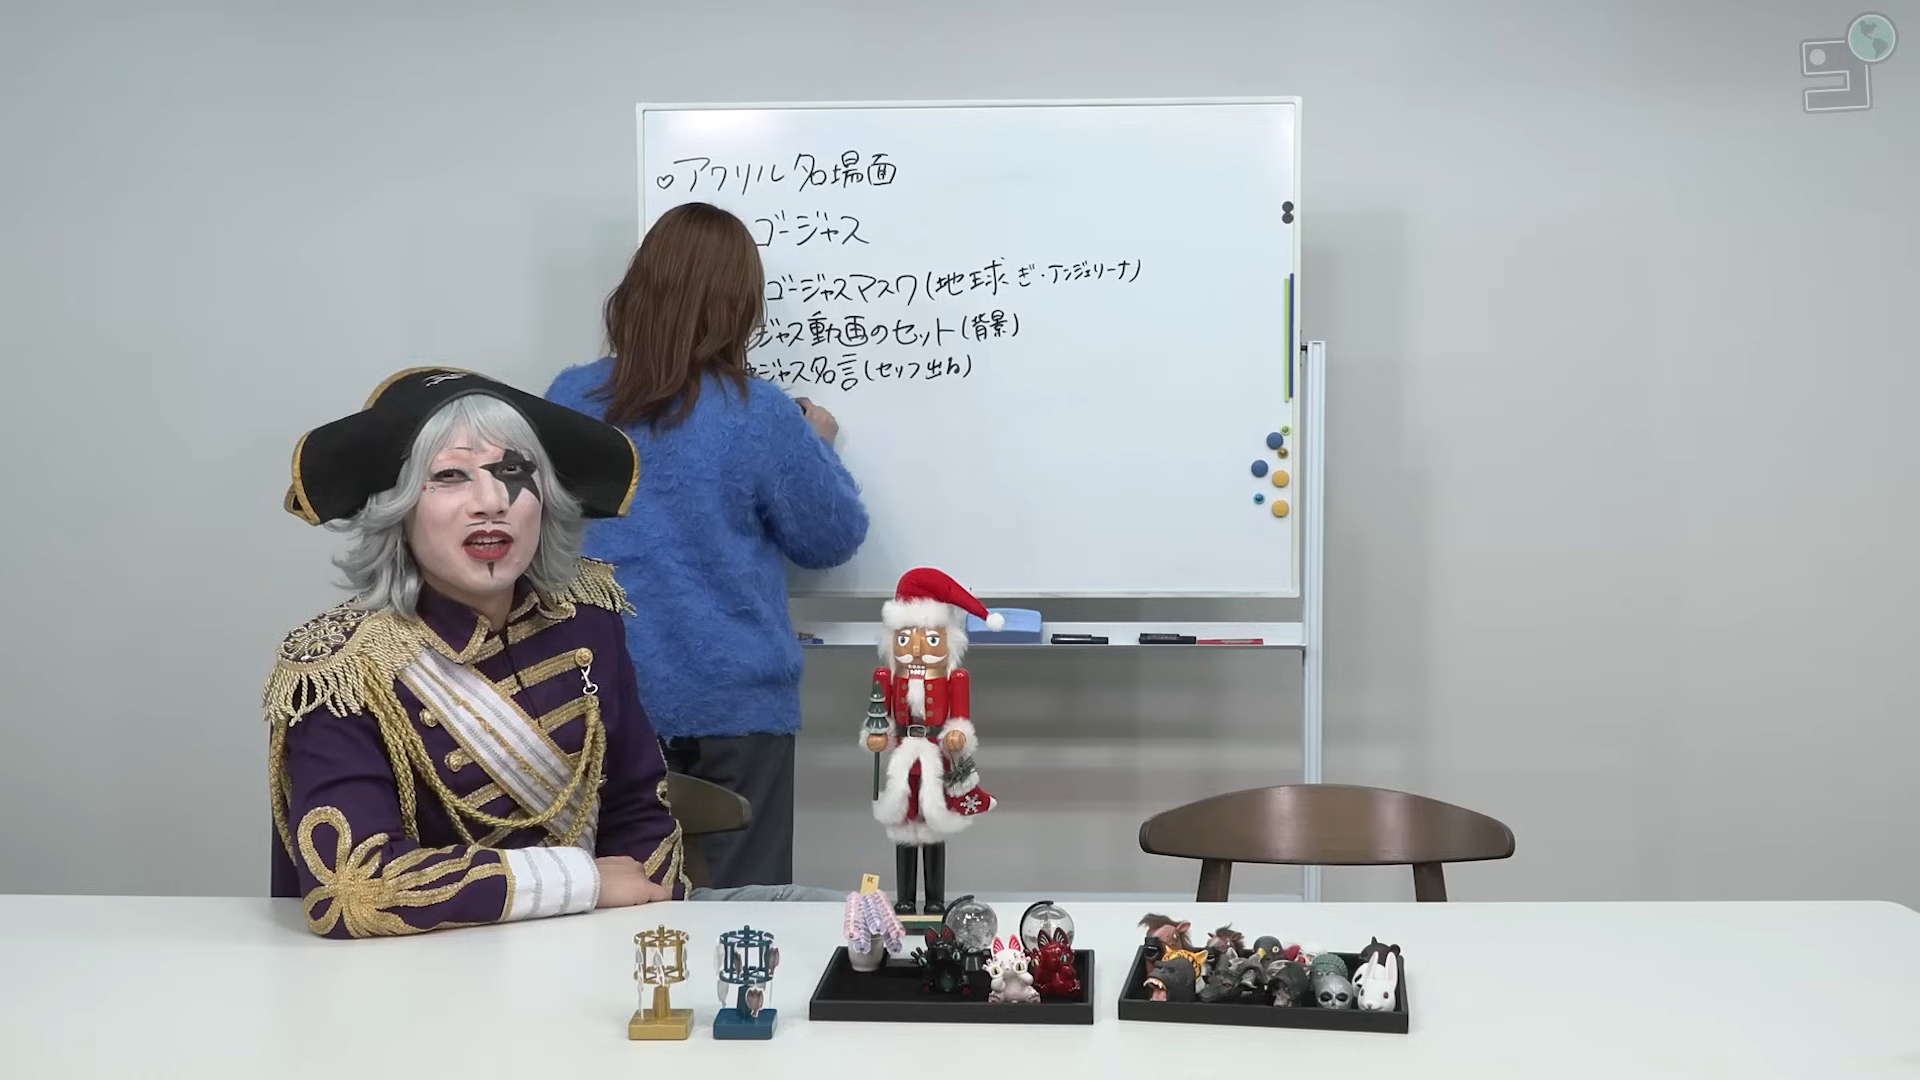 ♡アクリル名場面
ゴージャス
ゴージャスマスク(地球ぎ・アンジェリーナ)
ジャス動画のセット(背景)
ージャス名言(セリフ出る)